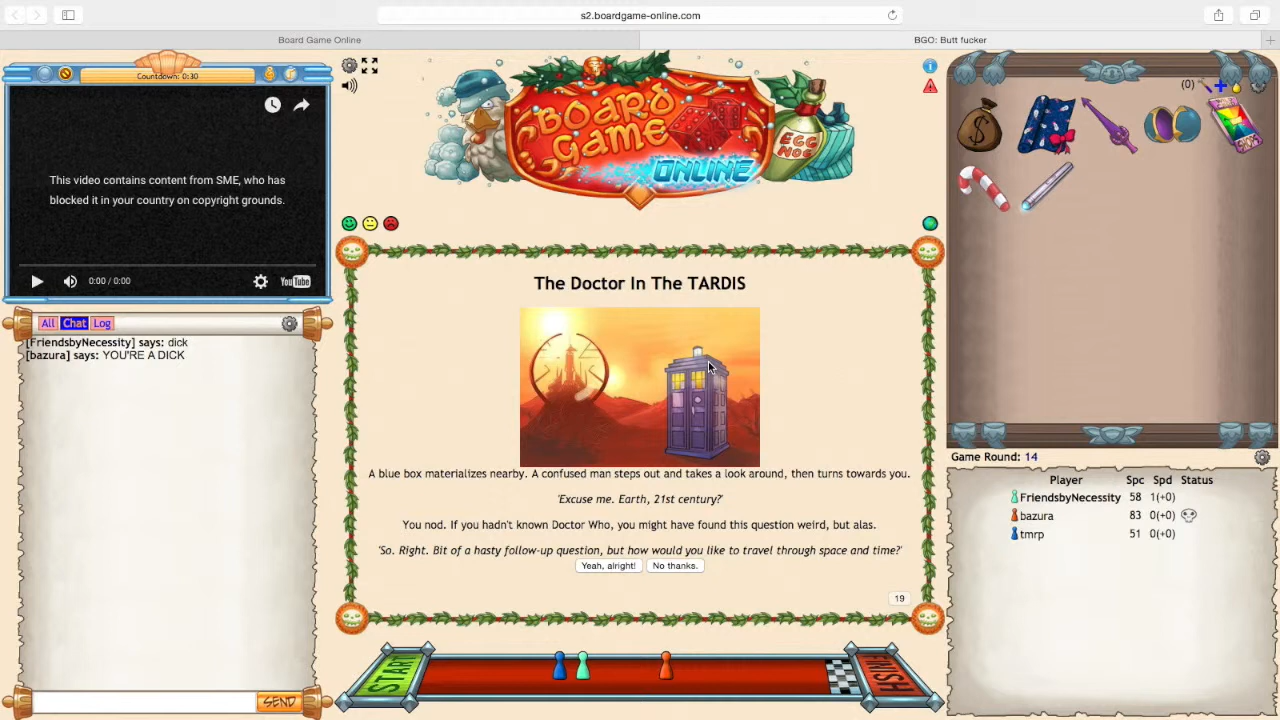 s2.boardgame-online.com
Board Game Online
BGO: Butt fucker
Countdown: 0:30
This video contains content from SME, who has
blocked it in your country on copyright grounds.
0:00 / 0:00
YouTube
BOARD
GAME
ONLINE
EGG
NOG
(0)
All Chat Log
[FriendsbyNecessity] says: dick
[bazura] says: YOU'RE A DICK
SEND
The Doctor In The TARDIS
A blue box materializes nearby. A confused man steps out and takes a look around, then turns towards you.
'Excuse me. Earth, 21st century?'
You nod. If you hadn't known Doctor Who, you might have found this question weird, but alas.
'So. Right. Bit of a hasty follow-up question, but how would you like to travel through space and time?'
Yeah, alright! No thanks.
19
START
FINISH
Game Round: 14
Player Spc Spd Status
FriendsbyNecessity 58 1(+0)
bazura 83 0(+0)
tmrp 51 0(+0)